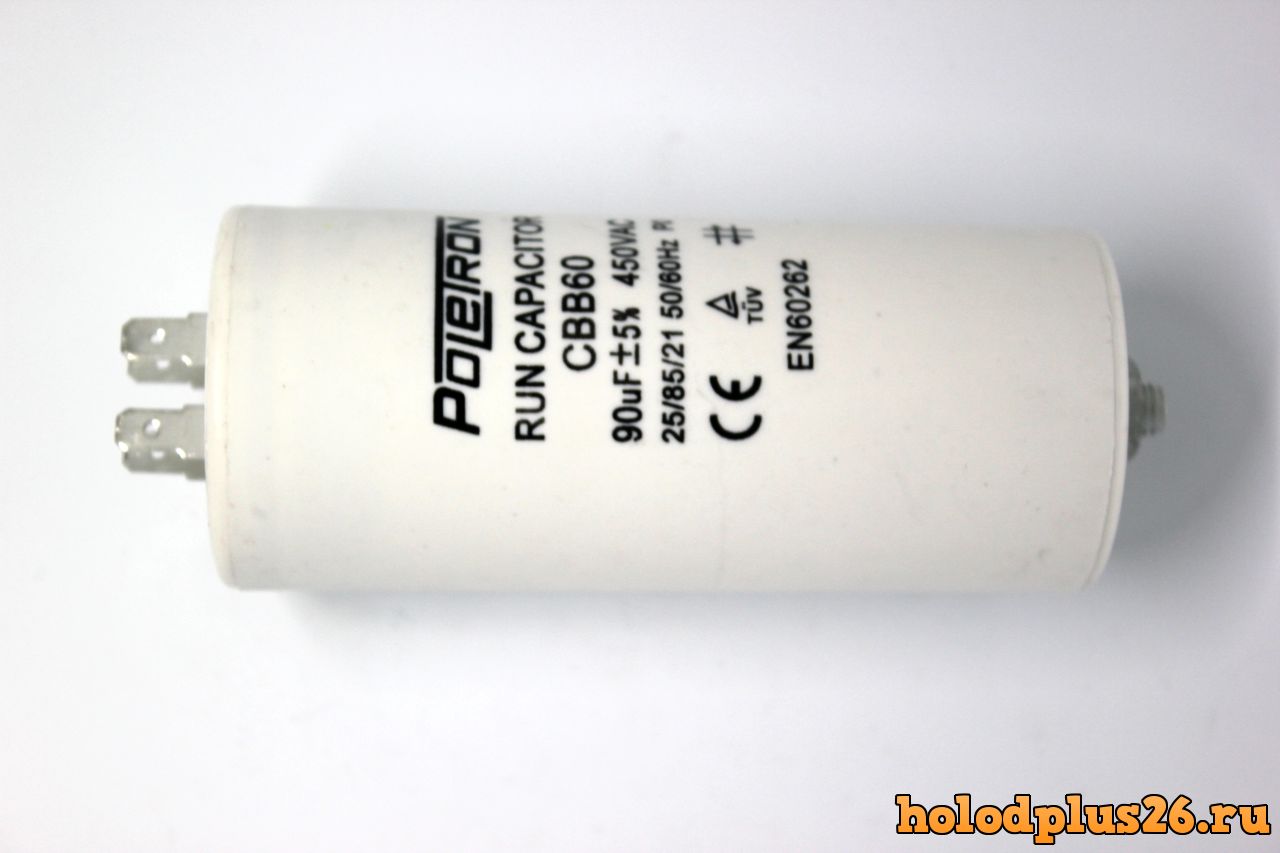 POLETRON
RUN CAPACITOR
CBB60
90uF±5% 450VAC
25/85/21 50/60Hz
CE TÜV
EN60262
holodplus26.ru